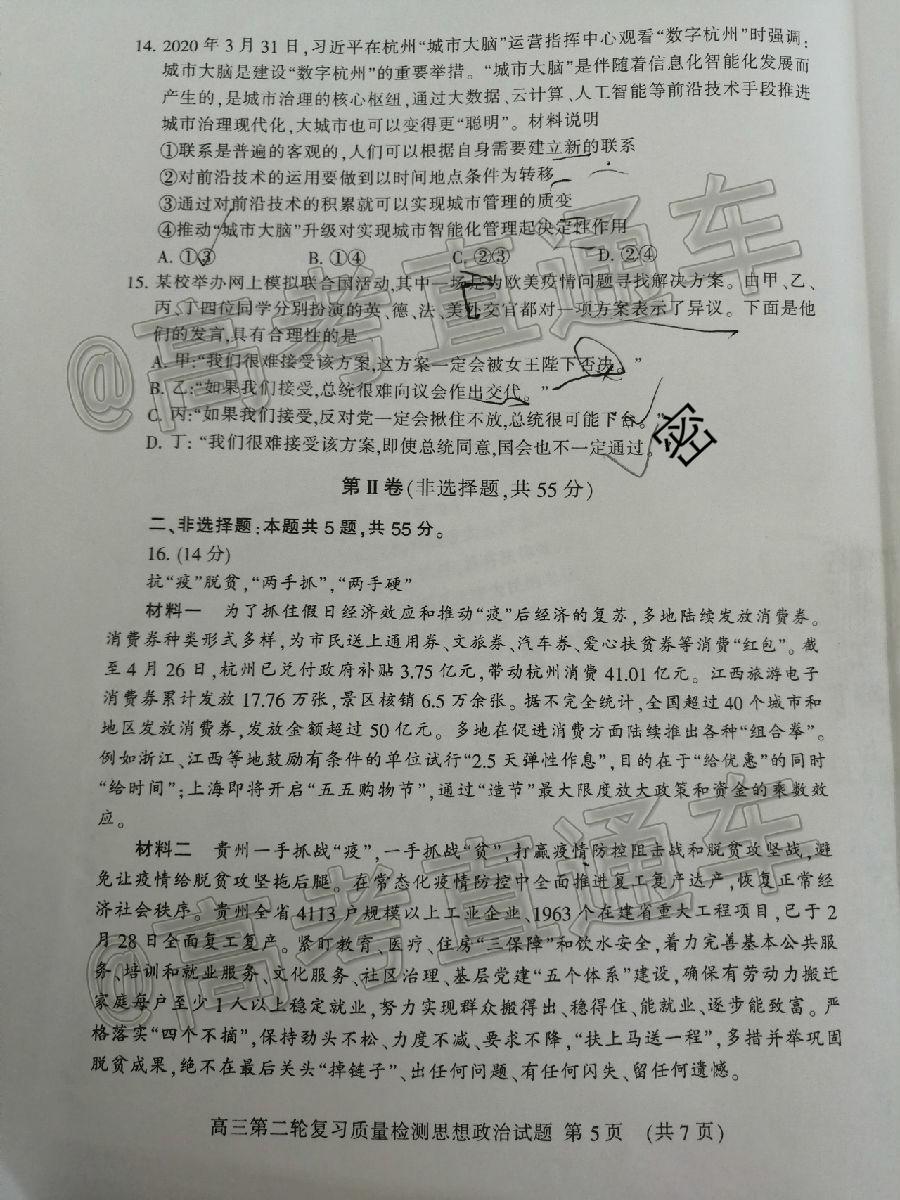 14. 2020 年 3 月 31 日,习近平在杭州“城市大脑”运营指挥中心观看“数字杭州”时强调:
城市大脑是建设“数字杭州”的重要举措。“城市大脑”是伴随着信息化智能化发展而
产生的,是城市治理的核心枢纽,通过大数据、云计算、人工智能等前沿技术手段推进
城市治理现代化,大城市也可以变得更“聪明”。材料说明
①联系是普遍的客观的,人们可以根据自身需要建立新的联系
②对前沿技术的运用要做到以时间地点条件为转移
③通过对前沿技术的积累就可以实现城市管理的质变
④推动“城市大脑”升级对实现城市智能化管理起决定性作用
A. ①③ B. ①④ C. ②③ D. ②④
15. 某校举办网上模拟联合国活动,其中一场是为欧美疫情问题寻找解决方案。由甲、乙、
丙、丁四位同学分别扮演的英、德、法、美外交官都对一项方案表示了异议。下面是他
们的发言,具有合理性的是
A. 甲:“我们很难接受该方案,这方案一定会被女王陛下否决。”
B. 乙:“如果我们接受,总统很难向议会作出交代。”
C. 丙:“如果我们接受,反对党一定会揪住不放,总统很可能下台。”
D. 丁:“我们很难接受该方案,即使总统同意,国会也不一定通过。”
密
第Ⅱ卷(非选择题,共 55 分)
二、非选择题:本题共 5 题,共 55 分。
16. (14 分)
抗“疫”脱贫,“两手抓”,“两手硬”
材料一 为了抓住假日经济效应和推动“疫”后经济的复苏,多地陆续发放消费券。
消费券种类形式多样,为市民送上通用券、文旅券、汽车券、爱心扶贫券等消费“红包”。截
至 4 月 26 日,杭州已兑付政府补贴 3.75 亿元,带动杭州消费 41.01 亿元。江西旅游电子
消费券累计发放 17.76 万张,景区核销 6.5 万余张。据不完全统计,全国超过 40 个城市和
地区发放消费券,发放金额超过 50 亿元。多地在促进消费方面陆续推出各种“组合拳”。
例如浙江、江西等地鼓励有条件的单位试行“2.5 天弹性作息”,目的在于“给优惠”的同时
“给时间”;上海即将开启“五五购物节”,通过“造节”最大限度放大政策和资金的乘数效
应。
材料二 贵州一手抓战“疫”,一手抓战“贫”,打赢疫情防控阻击战和脱贫攻坚战,避
免让疫情给脱贫攻坚拖后腿。在常态化疫情防控中全面推进复工复产达产,恢复正常经
济社会秩序。贵州全省 4113 户规模以上工业企业、1963 个在建省重大工程项目,已于 2
月 28 日全面复工复产。紧盯教育、医疗、住房“三保障”和饮水安全,着力完善基本公共服
务、培训和就业服务、文化服务、社区治理、基层党建“五个体系”建设,确保有劳动力搬迁
家庭每户至少 1 人以上稳定就业,努力实现群众搬得出、稳得住、能就业、逐步能致富。严
格落实“四个不摘”,保持劲头不松、力度不减、要求不降,“扶上马送一程”,多措并举巩固
脱贫成果,绝不在最后关头“掉链子”、出任何问题、有任何闪失、留任何遗憾。
高三第二轮复习质量检测思想政治试题 第 5 页 (共 7 页)
@高考直通车
@高考直通车